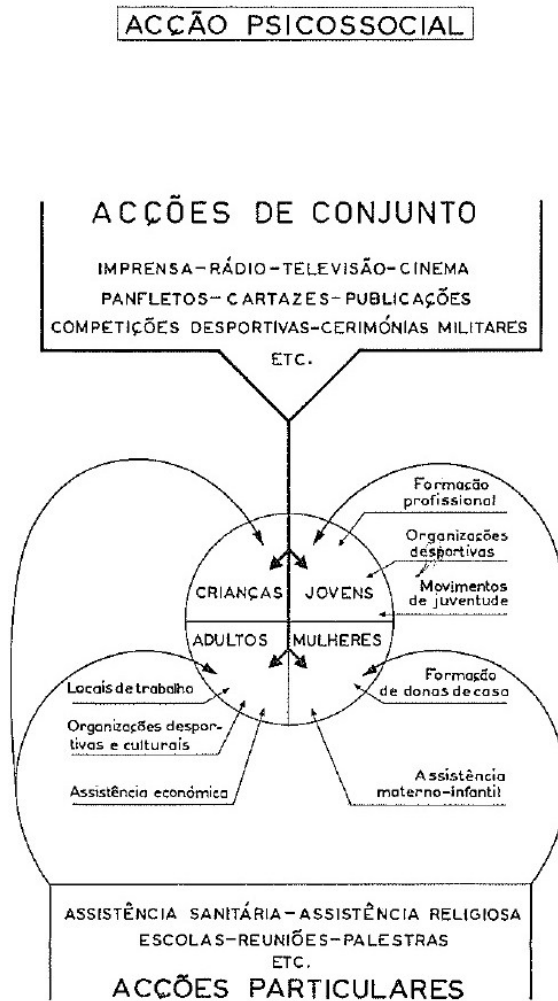 ACÇÃO PSICOSSOCIAL
ACÇÕES DE CONJUNTO
IMPRENSA-RÁDIO-TELEVISÃO-CINEMA
PANFLETOS-CARTAZES-PUBLICAÇÕES
COMPETIÇÕES DESPORTIVAS-CERIMÓNIAS MILITARES
ETC.
Formação
profissional
Organizações
desportivas
Movimentos
de juventude
CRIANÇAS
JOVENS
ADULTOS
MULHERES
Locais de trabalho
Organizações despor-
tivas e culturais
Assistência económica
Formação
de donas de casa
Assistência
materno-infantil
ASSISTÊNCIA SANITÁRIA-ASSISTÊNCIA RELIGIOSA
ESCOLAS-REUNIÕES-PALESTRAS
ETC.
ACÇÕES PARTICULARES